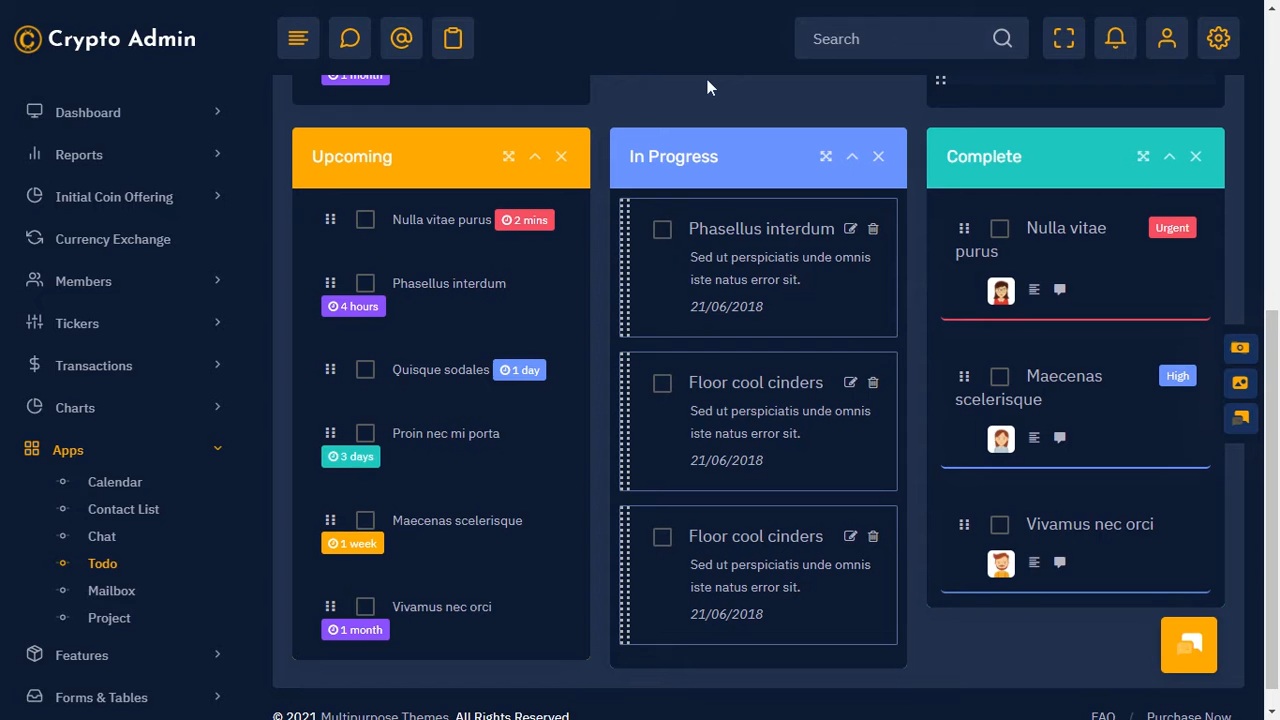 Crypto Admin
Search
1 month
Dashboard
Reports
Initial Coin Offering
Currency Exchange
Members
Tickers
Transactions
Charts
Apps
Calendar
Contact List
Chat
Todo
Mailbox
Project
Features
Forms & Tables
Upcoming
Nulla vitae purus 2 mins
Phasellus interdum
4 hours
Quisque sodales 1 day
Proin nec mi porta
3 days
Maecenas scelerisque
1 week
Vivamus nec orci
1 month
In Progress
Phasellus interdum
Sed ut perspiciatis unde omnis
iste natus error sit.
21/06/2018
Floor cool cinders
Sed ut perspiciatis unde omnis
iste natus error sit.
21/06/2018
Floor cool cinders
Sed ut perspiciatis unde omnis
iste natus error sit.
21/06/2018
Complete
Nulla vitae Urgent
purus
Maecenas High
scelerisque
Vivamus nec orci
© 2021 Multipurpose Themes. All Rights Reserved.
FAQ Purchase Now